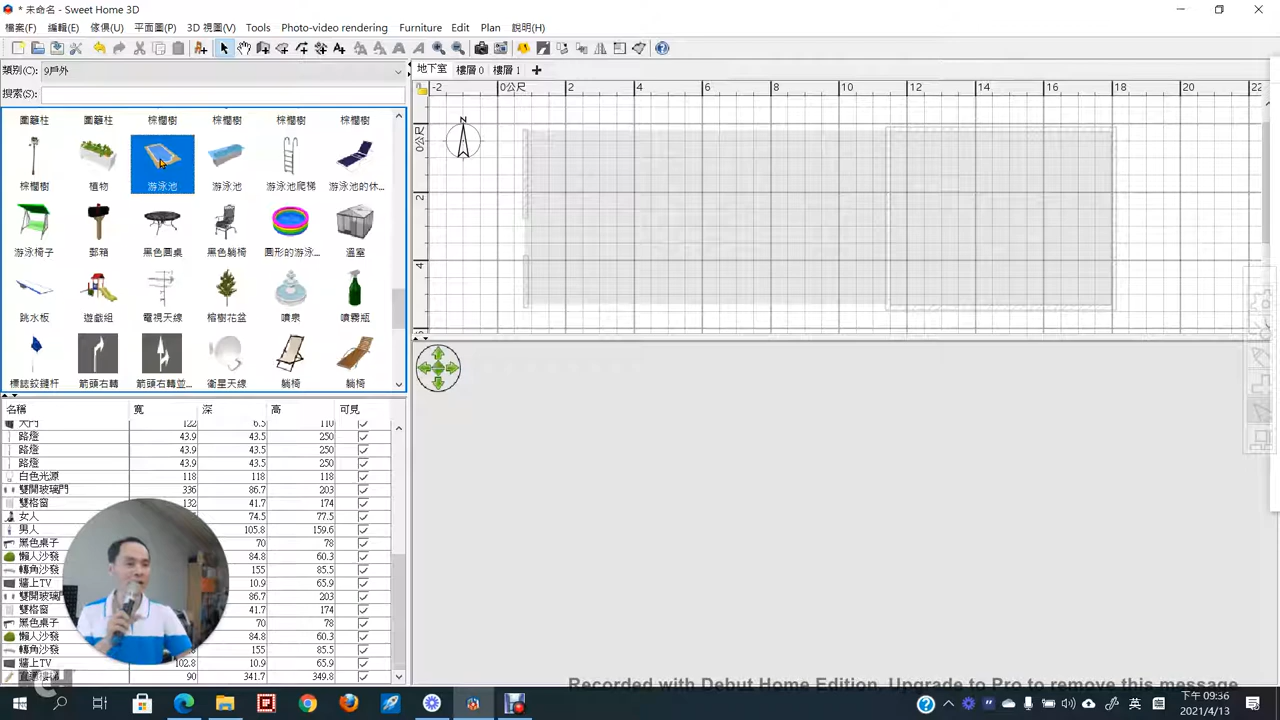 * 未命名 - Sweet Home 3D
檔案(F) 編輯(E) 傢俱(U) 平面圖(P) 3D 視圖(V) Tools Photo-video rendering Furniture Edit Plan 說明(H)
類別(C): 9戶外
搜索(S):
圍籬柱 圍籬柱 棕櫚樹 棕櫚樹 棕櫚樹 棕櫚樹
棕櫚樹 植物 游泳池 游泳池 游泳池爬梯 游泳池的休...
游泳椅子 郵箱 黑色圓桌 黑色躺椅 圓形的游泳... 溫室
跳水板 遊戲組 電視天線 榕樹花盆 噴泉 噴霧瓶
標誌鉸鏈杆 箭頭右轉 箭頭右轉並... 衛星天線 躺椅 躺椅
地下室 樓層 0 樓層 1
-2 0公尺 2 4 6 8 10 12 14 16 18 20 22
0公尺
2
4
N
名稱 寬 深 高 可見
大門 122 6.5 110
路燈 43.9 43.5 250
路燈 43.9 43.5 250
路燈 43.9 43.5 250
白色光源 118 118 118
雙開玻璃門 336 86.7 203
雙格窗 132 41.7 174
女人 74.5 77.5
男人 105.8 159.6
黑色桌子 70 78
懶人沙發 84.8 60.3
轉角沙發 155 85.5
牆上TV 10.9 65.9
雙開玻璃門 86.7 203
雙格窗 41.7 174
黑色桌子 70 78
懶人沙發 84.8 60.3
轉角沙發 155 85.5
牆上TV 102.8 10.9 65.9
90 341.7 349.8
Recorded with Debut Home Edition. Upgrade to Pro to remove this message
英
下午 09:36
2021/4/13